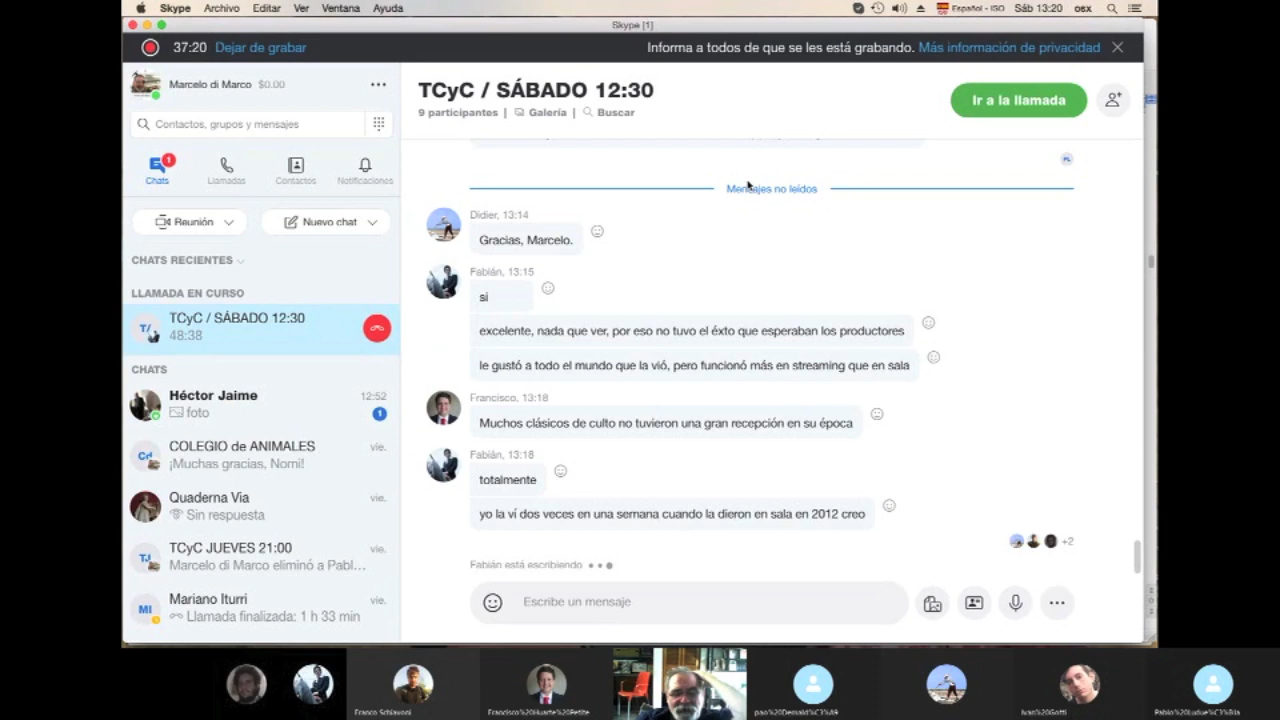 Skype Archivo Editar Ver Ventana Ayuda
Español - ISO Sáb 13:20 osx
Skype [1]
37:20 Dejar de grabar
Informa a todos de que se les está grabando. Más información de privacidad
Marcelo di Marco $0.00
Contactos, grupos y mensajes
1
Chats Llamadas Contactos Notificaciones
Reunión
Nuevo chat
CHATS RECIENTES
LLAMADA EN CURSO
T/
TCyC / SÁBADO 12:30
48:38
CHATS
Héctor Jaime 12:52
foto 1
COLEGIO de ANIMALES vie.
¡Muchas gracias, Nomi!
Quaderna Via vie.
Sin respuesta
TCyC JUEVES 21:00 vie.
Marcelo di Marco eliminó a Pabl...
MI
Mariano Iturri vie.
Llamada finalizada: 1 h 33 min
TCyC / SÁBADO 12:30
9 participantes | Galería | Buscar
Ir a la llamada
PL
Mensajes no leídos
Didier, 13:14
Gracias, Marcelo.
Fabián, 13:15
si
excelente, nada que ver, por eso no tuvo el éxto que esperaban los productores
le gustó a todo el mundo que la vió, pero funcionó más en streaming que en sala
Francisco, 13:18
Muchos clásicos de culto no tuvieron una gran recepción en su época
Fabián, 13:18
totalmente
yo la ví dos veces en una semana cuando la dieron en sala en 2012 creo
+2
Fabián está escribiendo
Escribe un mensaje
Franco Schiavoni
Francisco%20Huarte%20Petite
Ivan%20Gotti